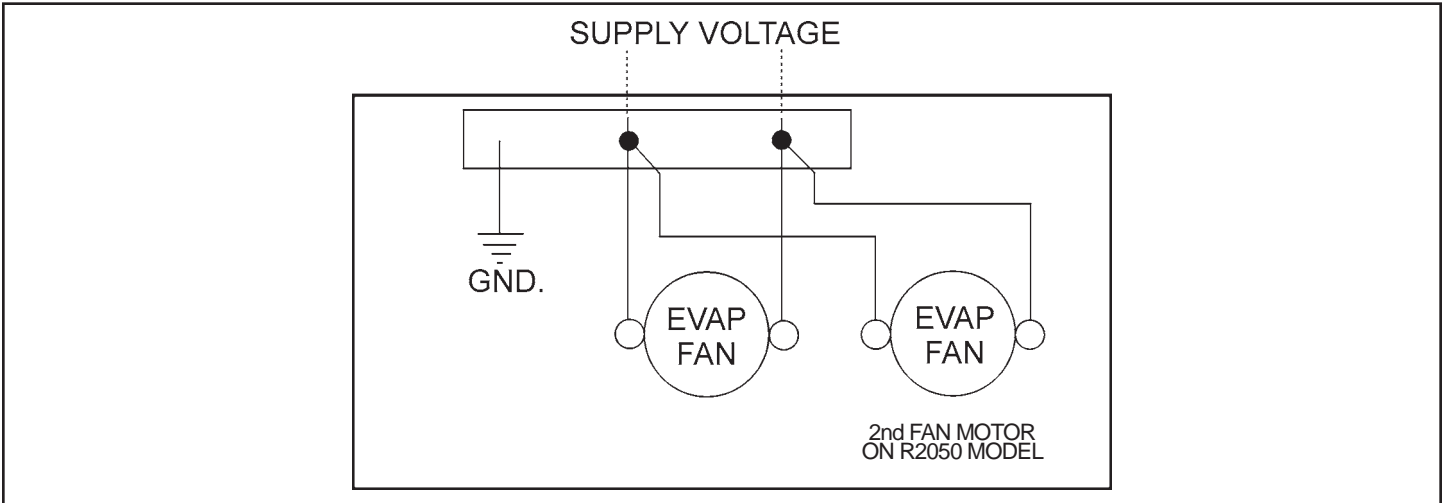 SUPPLY VOLTAGE
GND.
EVAP
FAN
EVAP
FAN
2nd FAN MOTOR
ON R2050 MODEL